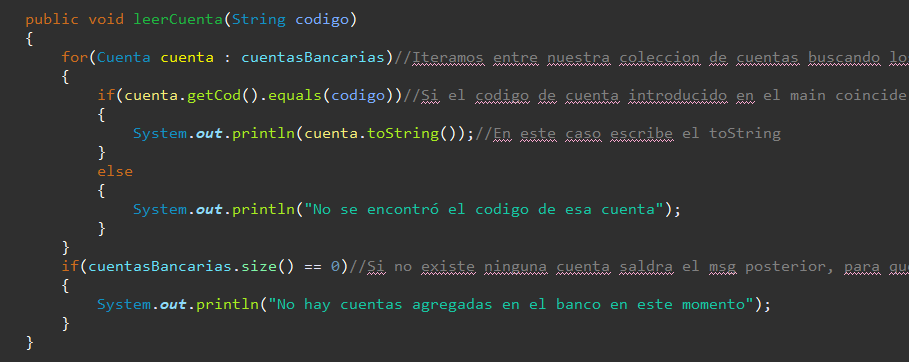 public void leerCuenta(String codigo)
{
for(Cuenta cuenta : cuentasBancarias)//Iteramos entre nuestra coleccion de cuentas buscando
{
if(cuenta.getCod().equals(codigo))//Si el codigo de cuenta introducido en el main coincide
{
System.out.println(cuenta.toString());//En este caso escribe el toString
}
else
{
System.out.println("No se encontró el codigo de esa cuenta");
}
}
if(cuentasBancarias.size() == 0)//Si no existe ninguna cuenta saldra el msg posterior, para
{
System.out.println("No hay cuentas agregadas en el banco en este momento");
}
}